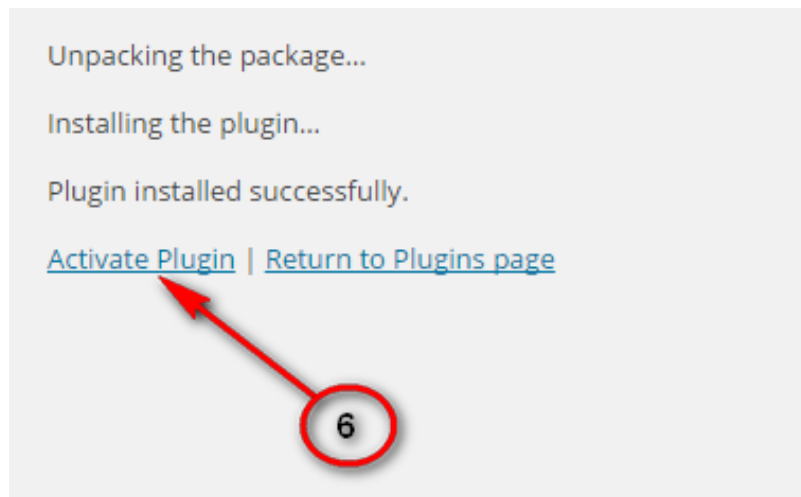 Unpacking the package...
Installing the plugin...
Plugin installed successfully.
Activate Plugin | Return to Plugins page
6